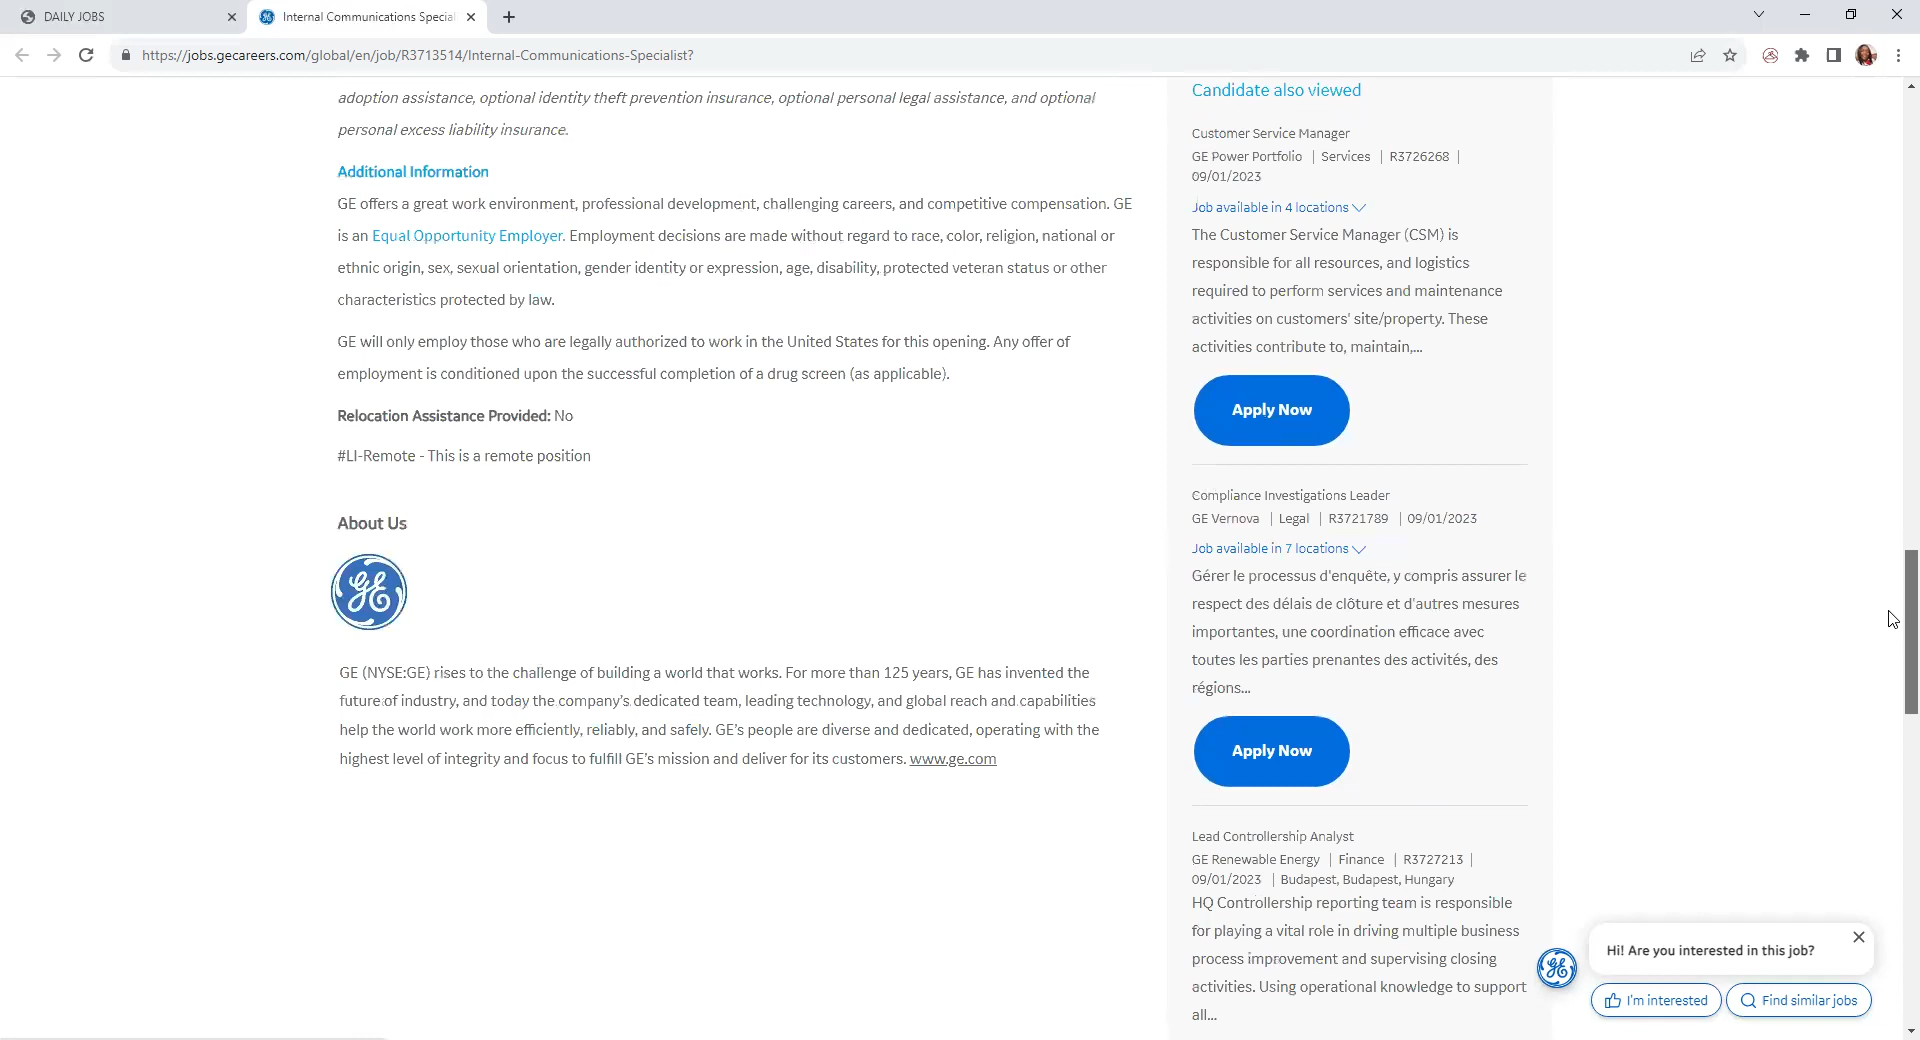 DAILY JOBS
Internal Communications Specia
https://jobs.gecareers.com/global/en/job/R3713514/Internal-Communications-Specialist?
adoption assistance, optional identity theft prevention insurance, optional personal legal assistance, and optional
personal excess liability insurance.
Additional Information
GE offers a great work environment, professional development, challenging careers, and competitive compensation. GE
is an Equal Opportunity Employer. Employment decisions are made without regard to race, color, religion, national or
ethnic origin, sex, sexual orientation, gender identity or expression, age, disability, protected veteran status or other
characteristics protected by law.
GE will only employ those who are legally authorized to work in the United States for this opening. Any offer of
employment is conditioned upon the successful completion of a drug screen (as applicable).
Relocation Assistance Provided: No
#LI-Remote - This is a remote position
About Us
GE
GE (NYSE:GE) rises to the challenge of building a world that works. For more than 125 years, GE has invented the
future of industry, and today the company's dedicated team, leading technology, and global reach and capabilities
help the world work more efficiently, reliably, and safely. GE's people are diverse and dedicated, operating with the
highest level of integrity and focus to fulfill GE's mission and deliver for its customers. www.ge.com
Candidate also viewed
Customer Service Manager
GE Power Portfolio | Services | R3726268 |
09/01/2023
Job available in 4 locations
The Customer Service Manager (CSM) is
responsible for all resources, and logistics
required to perform services and maintenance
activities on customers' site/property. These
activities contribute to, maintain,...
Apply Now
Compliance Investigations Leader
GE Vernova | Legal | R3721789 | 09/01/2023
Job available in 7 locations
Gérer le processus d'enquête, y compris assurer le
respect des délais de clôture et d'autres mesures
importantes, une coordination efficace avec
toutes les parties prenantes des activités, des
régions...
Apply Now
Lead Controllership Analyst
GE Renewable Energy | Finance | R3727213 |
09/01/2023 | Budapest, Budapest, Hungary
HQ Controllership reporting team is responsible
for playing a vital role in driving multiple business
process improvement and supervising closing
activities. Using operational knowledge to support
all...
GE
Hi! Are you interested in this job?
I'm interested
Find similar jobs